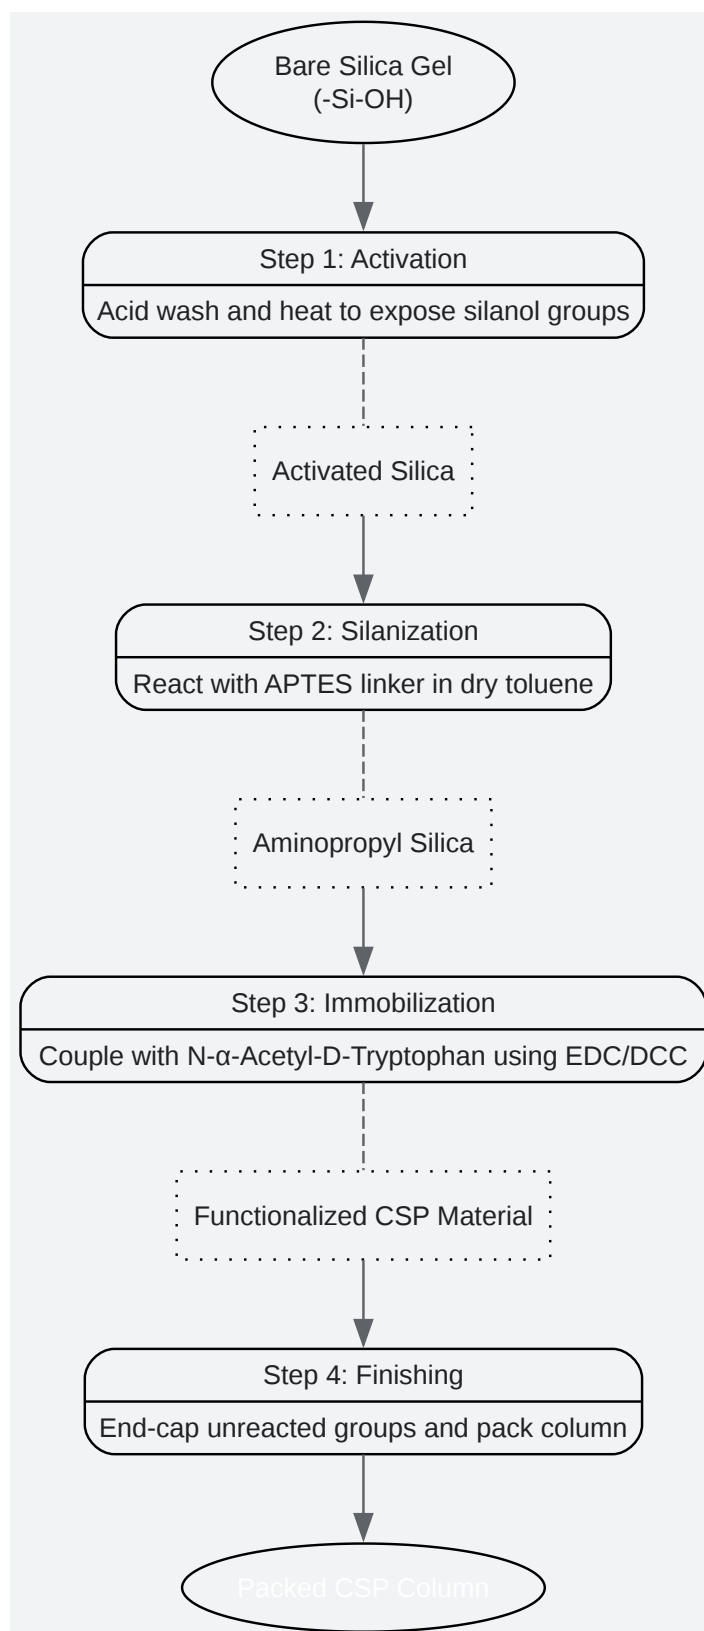 Bare Silica Gel
(-Si-OH)
Step 1: Activation
Acid wash and heat to expose silanol groups
Activated Silica
Step 2: Silanization
React with APTES linker in dry toluene
Aminopropyl Silica
Step 3: Immobilization
Couple with N-α-Acetyl-D-Tryptophan using EDC/DCC
Functionalized CSP Material
Step 4: Finishing
End-cap unreacted groups and pack column
Packed CSP Column